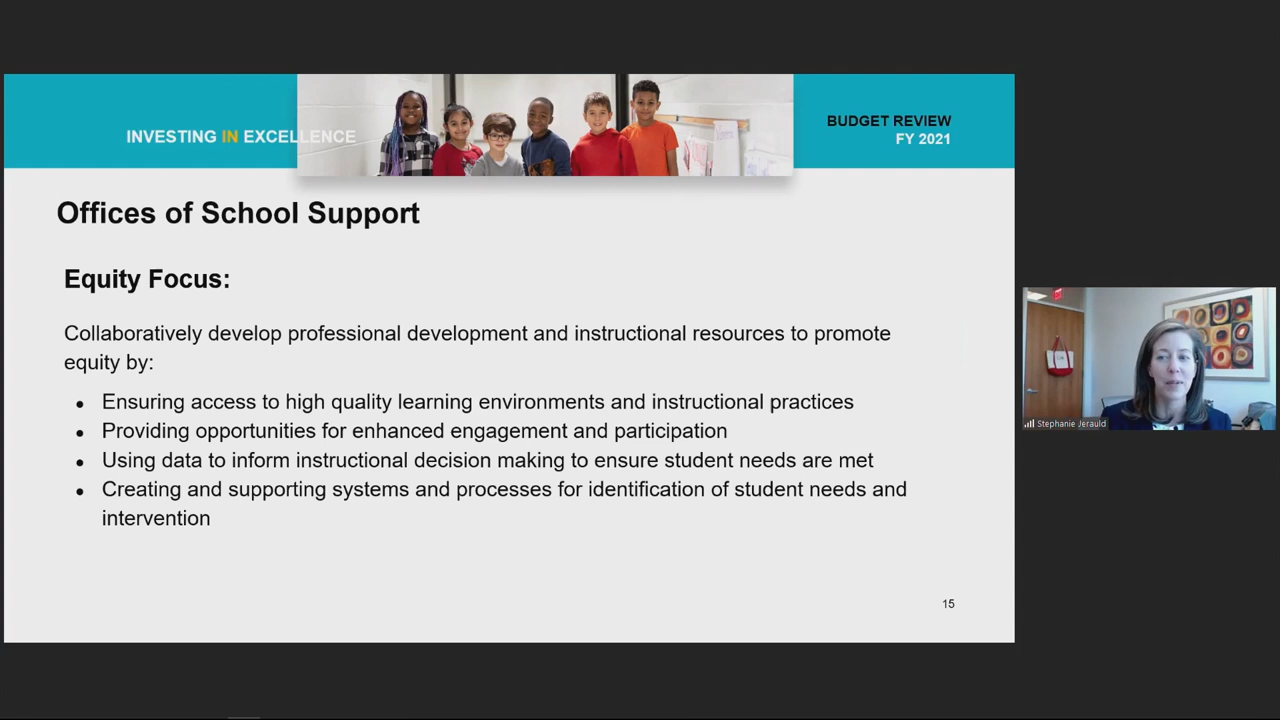 INVESTING IN EXCELLENCE
BUDGET REVIEW
FY 2021
Offices of School Support
Equity Focus:
Collaboratively develop professional development and instructional resources to promote
equity by:
● Ensuring access to high quality learning environments and instructional practices
● Providing opportunities for enhanced engagement and participation
● Using data to inform instructional decision making to ensure student needs are met
● Creating and supporting systems and processes for identification of student needs and
intervention
15
Stephanie Jerauld